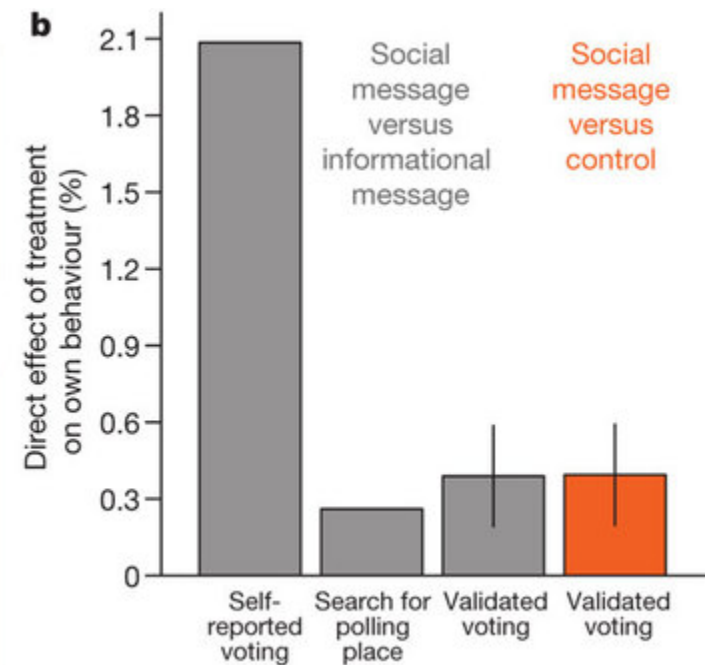 b
Direct effect of treatment
on own behaviour (%)
2.1
1.8
1.5
1.2
0.9
0.6
0.3
0
Social
message
versus
informational
message
Social
message
versus
control
Self-
reported
voting
Search for
polling
place
Validated
voting
Validated
voting